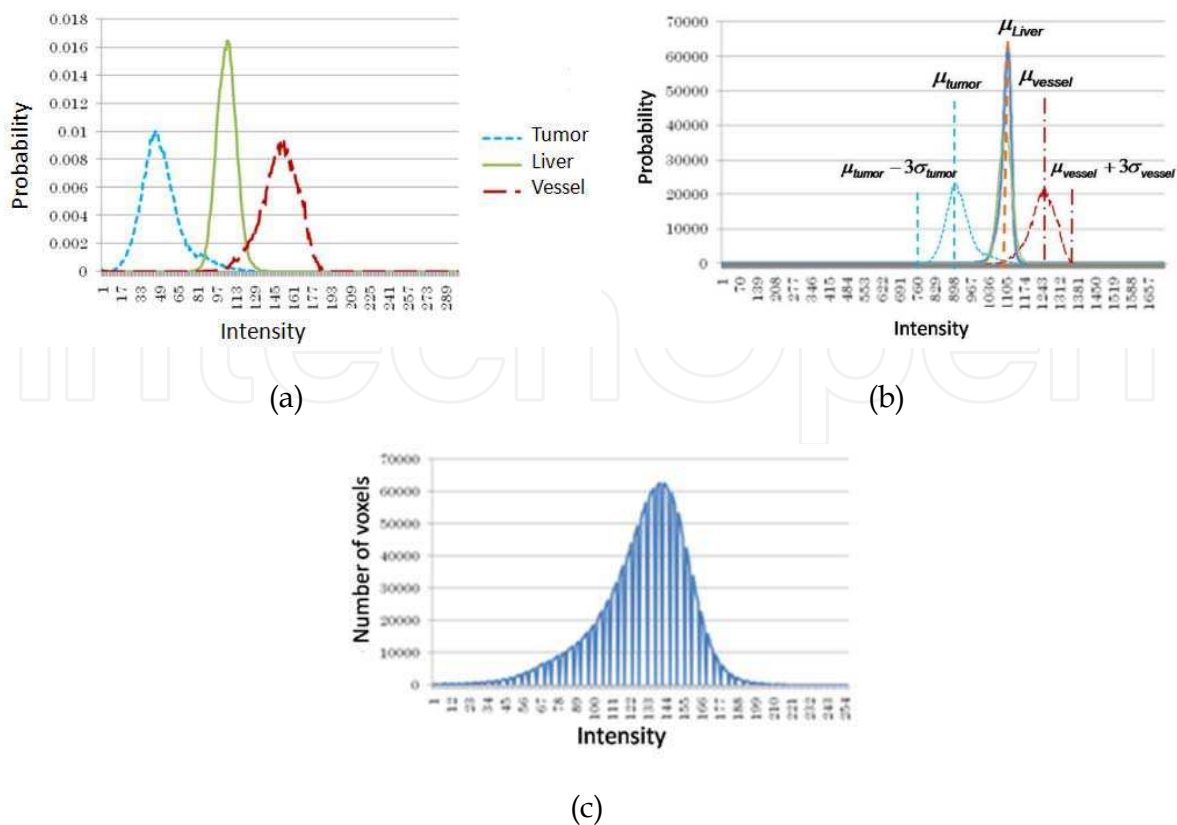 0.018
0.016
0.014
0.012
0.01
0.008
0.006
0.004
0.002
0
Probability
1 17 33 49 65 81 97 113 129 145 161 177 193 209 225 241 257 273 289
Intensity
Tumor
Liver
Vessel
(a)
70000
60000
50000
40000
30000
20000
10000
0
Probability
μLiver
μtumor
μvessel
μtumor − 3σtumor
μvessel + 3σvessel
1 70 139 208 277 346 415 484 553 622 691 760 829 898 967 1036 1105 1174 1243 1312 1381 1450 1519 1588 1657
Intensity
(b)
intechopen
70000
60000
50000
40000
30000
20000
10000
0
Number of voxels
1 12 23 34 45 56 67 78 89 100 111 122 133 144 155 166 177 188 199 210 221 232 243 254
Intensity
(c)